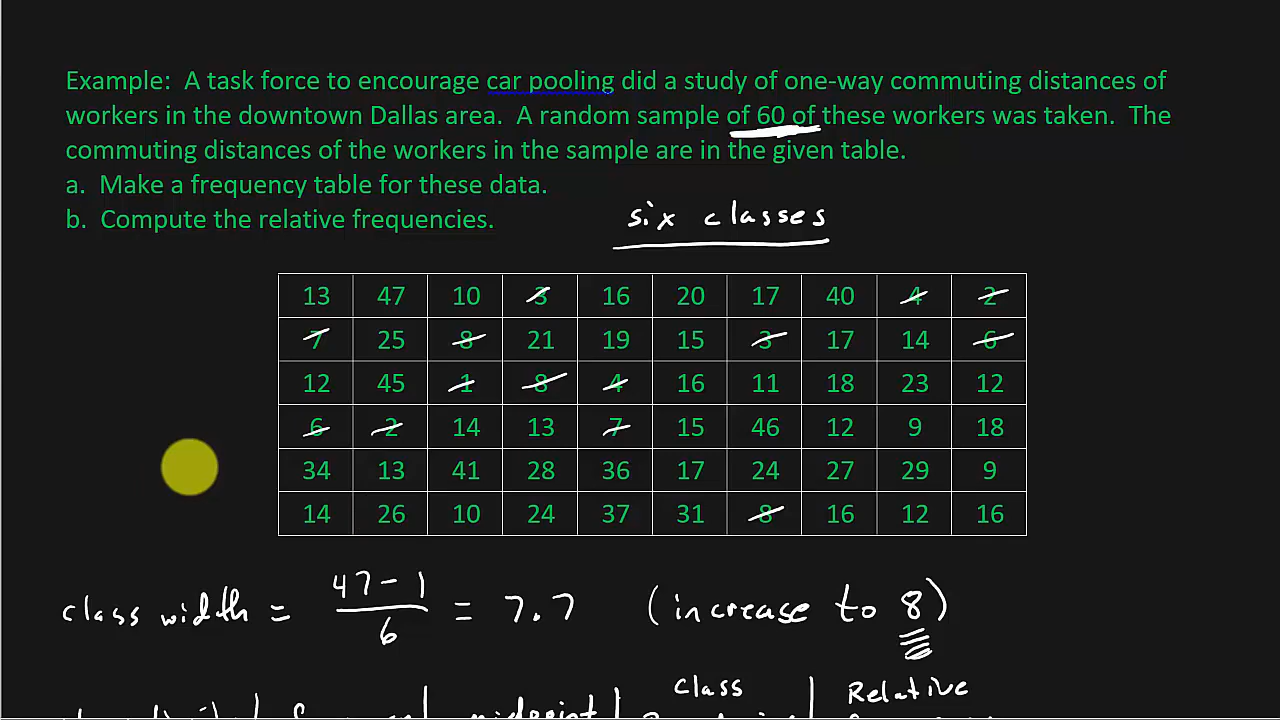 Example: A task force to encourage car pooling did a study of one-way commuting distances of
workers in the downtown Dallas area. A random sample of 60 of these workers was taken. The
commuting distances of the workers in the sample are in the given table.
a. Make a frequency table for these data.
b. Compute the relative frequencies.
six classes
13 47 10 3 16 20 17 40 4 2
7 25 8 21 19 15 3 17 14 6
12 45 1 8 4 16 11 18 23 12
6 2 14 13 7 15 46 12 9 18
34 13 41 28 36 17 24 27 29 9
14 26 10 24 37 31 8 16 12 16
class width = 47 - 1 / 6 = 7.7 (increase to 8)
class Relative
midpoint